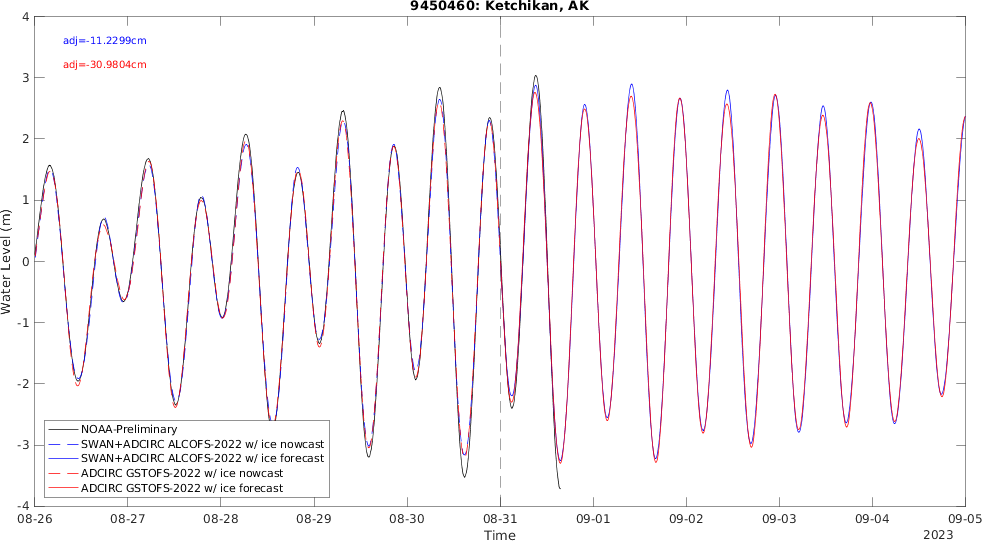 9450460: Ketchikan, AK
adj=-11.2299cm
adj=-30.9804cm
Water Level (m)
4
3
2
1
0
-1
-2
-3
-4
NOAA-Preliminary
SWAN+ADCIRC ALCOFS-2022 w/ ice nowcast
SWAN+ADCIRC ALCOFS-2022 w/ ice forecast
ADCIRC GSTOFS-2022 w/ ice nowcast
ADCIRC GSTOFS-2022 w/ ice forecast
08-26 08-27 08-28 08-29 08-30 08-31 09-01 09-02 09-03 09-04 09-05
Time
2023